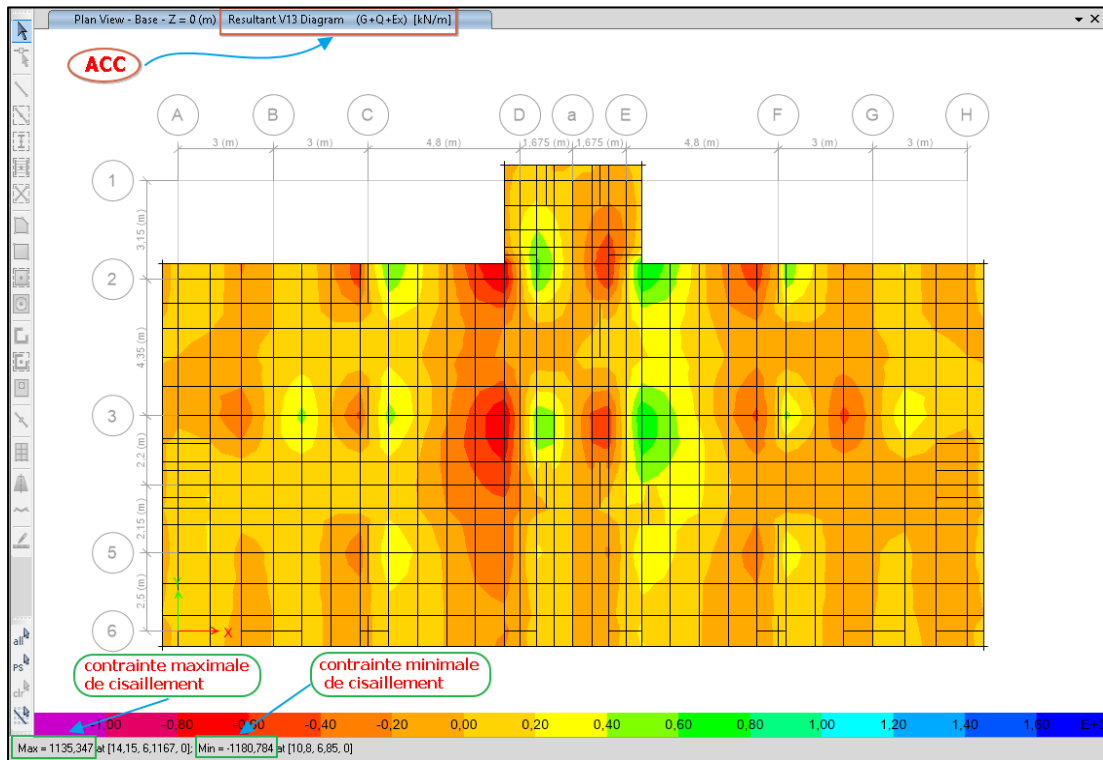 Plan View - Base - Z = 0 (m) Resultant V13 Diagram (G+Q+Ex) [kN/m]
ACC
A B C D a E F G H
3 (m) 3 (m) 4,8 (m) 1,675 (m) 1,675 (m) 4,8 (m) 3 (m) 3 (m)
1
3,15 (m)
2
4,35 (m)
3
2,2 (m)
2,15 (m)
5
2,5 (m)
Y
6
X
all
PS
clr
contrainte maximale
de cisaillement
contrainte minimale
de cisaillement
-1,00 -0,80 -0,60 -0,40 -0,20 0,00 0,20 0,40 0,60 0,80 1,00 1,20 1,40 1,60 E+3
Max = 1135,347 at [14,15, 6,1167, 0]; Min = -1180,784 at [10,8, 6,85, 0]